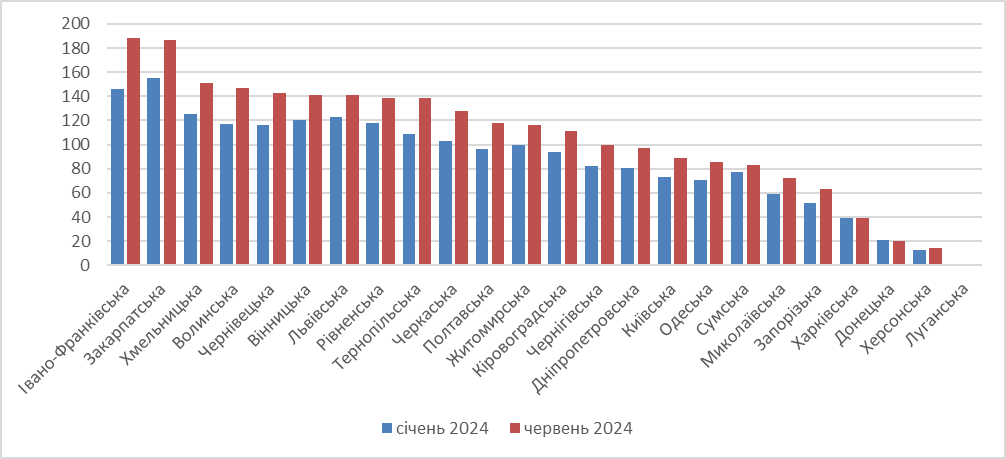 200
180
160
140
120
100
80
60
40
20
0
Івано-Франківська
Закарпатська
Хмельницька
Волинська
Чернівецька
Вінницька
Львівська
Рівненська
Тернопільська
Черкаська
Полтавська
Житомирська
Кіровоградська
Чернігівська
Дніпропетровська
Київська
Одеська
Сумська
Миколаївська
Запорізька
Харківська
Донецька
Херсонська
Луганська
січень 2024 червень 2024